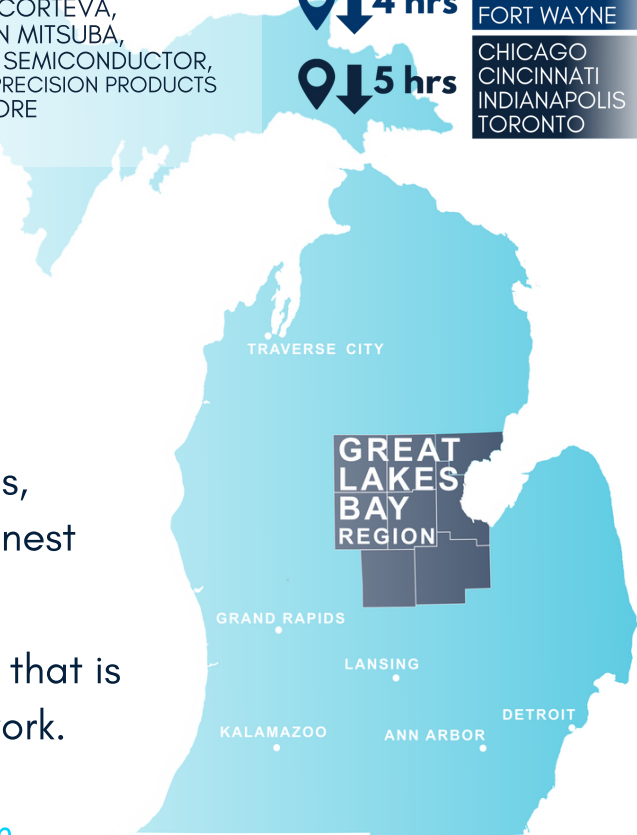 CORTEVA,
N MITSUBA,
SEMICONDUCTOR,
PRECISION PRODUCTS
ORE
4 hrs
FORT WAYNE
5 hrs
CHICAGO
CINCINNATI
INDIANAPOLIS
TORONTO
TRAVERSE CITY
GREAT
LAKES
BAY
REGION
s,
nest
that is
ork.
GRAND RAPIDS
LANSING
DETROIT
KALAMAZOO
ANN ARBOR